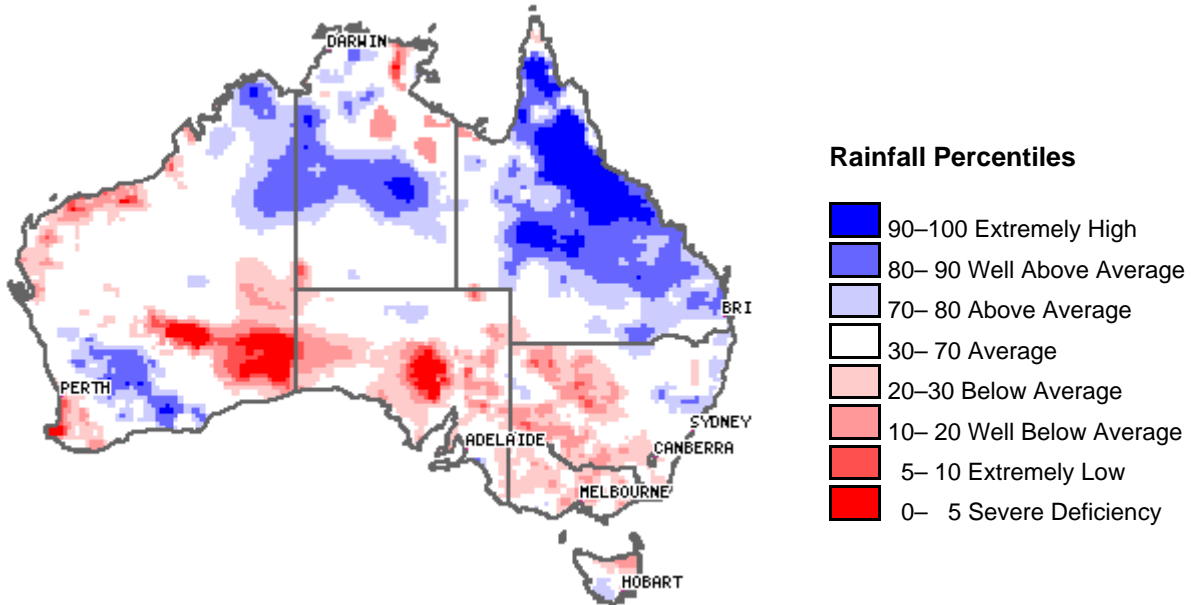 DARWIN
BRI
PERTH
SYDNEY
ADELAIDE
CANBERRA
MELBOURNE
HOBART
Rainfall Percentiles
90–100 Extremely High
80– 90 Well Above Average
70– 80 Above Average
30– 70 Average
20–30 Below Average
10– 20 Well Below Average
5– 10 Extremely Low
0– 5 Severe Deficiency